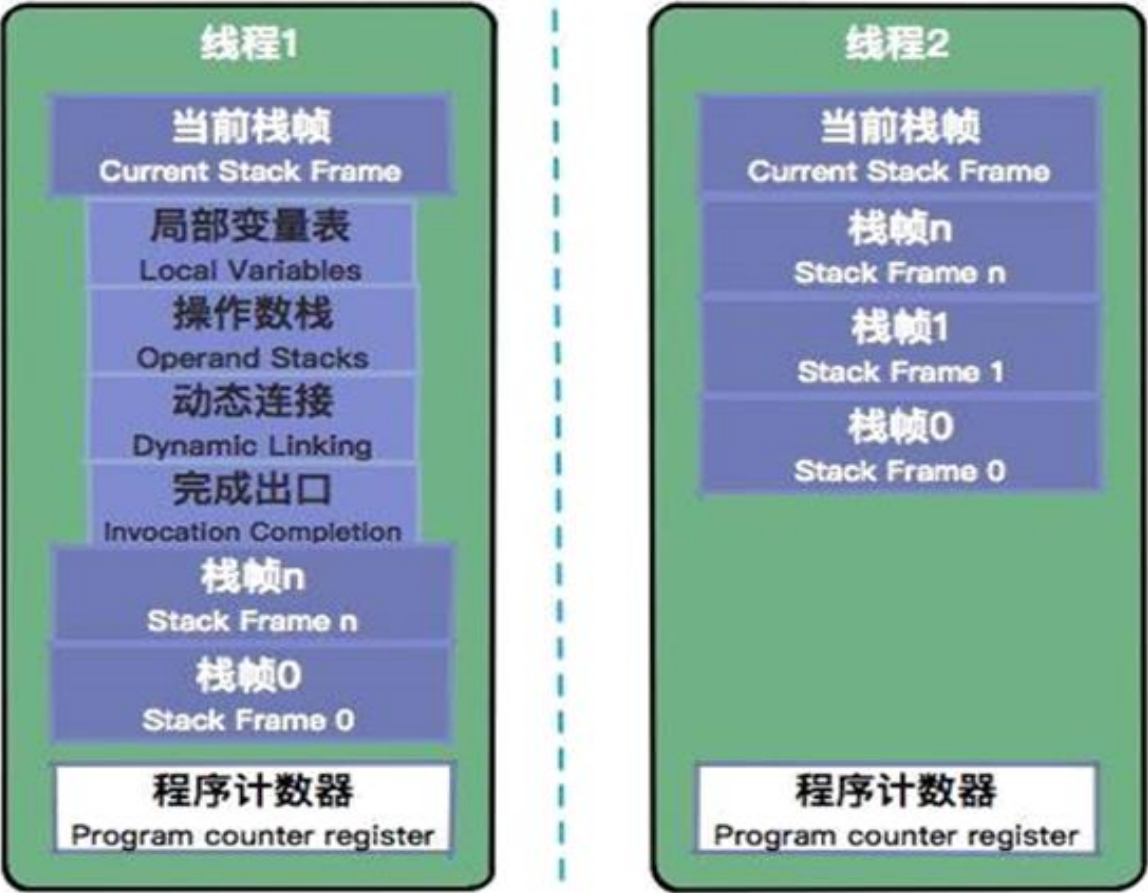 线程1
当前栈帧
Current Stack Frame
局部变量表
Local Variables
操作数栈
Operand Stacks
动态连接
Dynamic Linking
完成出口
Invocation Completion
栈帧n
Stack Frame n
栈帧0
Stack Frame 0
程序计数器
Program counter register
线程2
当前栈帧
Current Stack Frame
栈帧n
Stack Frame n
栈帧1
Stack Frame 1
栈帧0
Stack Frame 0
程序计数器
Program counter register